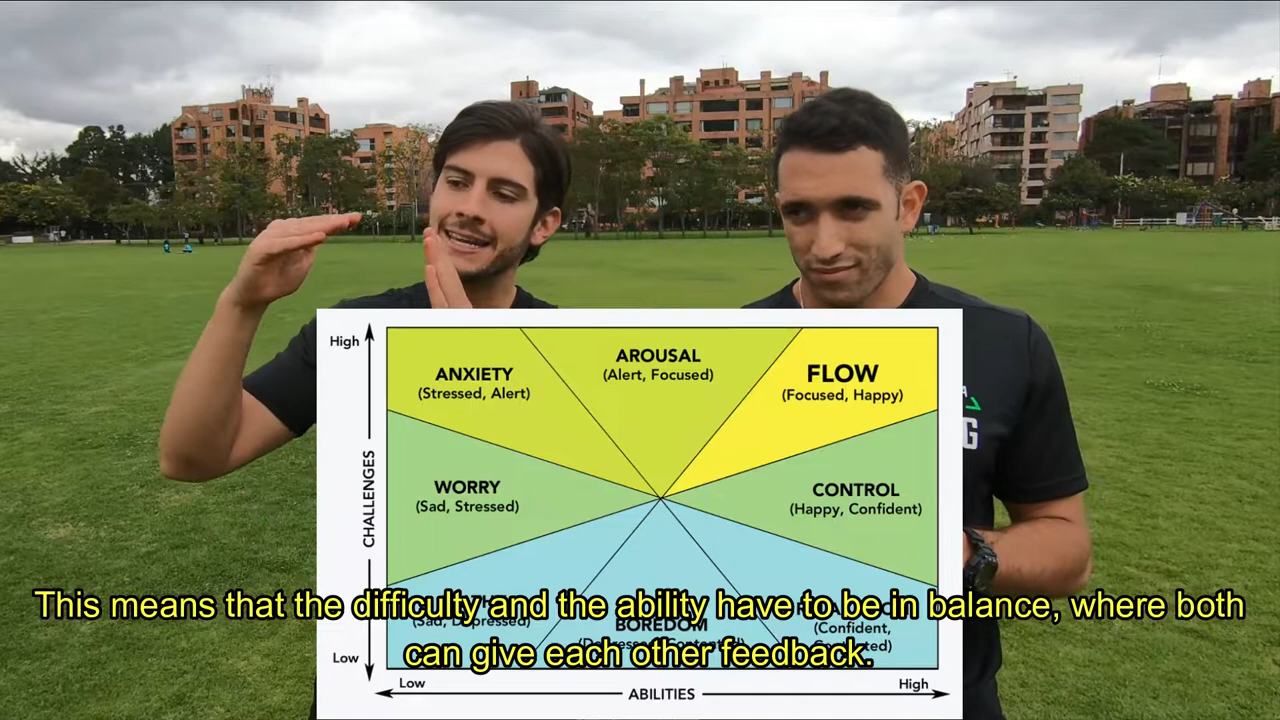 High
ANXIETY
(Stressed, Alert)
AROUSAL
(Alert, Focused)
FLOW
(Focused, Happy)
CHALLENGES
WORRY
(Sad, Stressed)
CONTROL
(Happy, Confident)
G
This means that the difficulty and the ability have to be in balance, where both
can give each other feedback.
(Sad, Depressed)
BOREDOM
(Confident,
Low
Low
ABILITIES
High